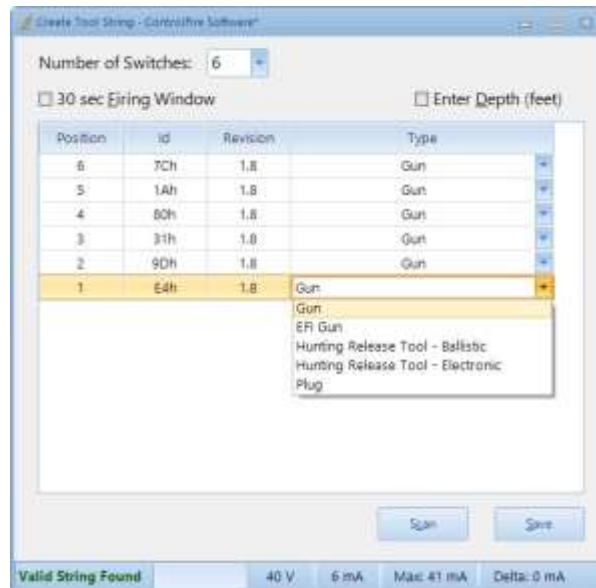 Create Tool String - ControlFire Software*
Number of Switches: 6
30 sec Firing Window Enter Depth (feet)
Position Id Revision Type
6 7Ch 1.8 Gun
5 1Ah 1.8 Gun
4 80h 1.8 Gun
3 31h 1.8 Gun
2 9Dh 1.8 Gun
1 E4h 1.8 Gun
Gun
EFI Gun
Hunting Release Tool - Ballistic
Hunting Release Tool - Electronic
Plug
Scan Save
Valid String Found 40 V 6 mA Max: 41 mA Delta: 0 mA